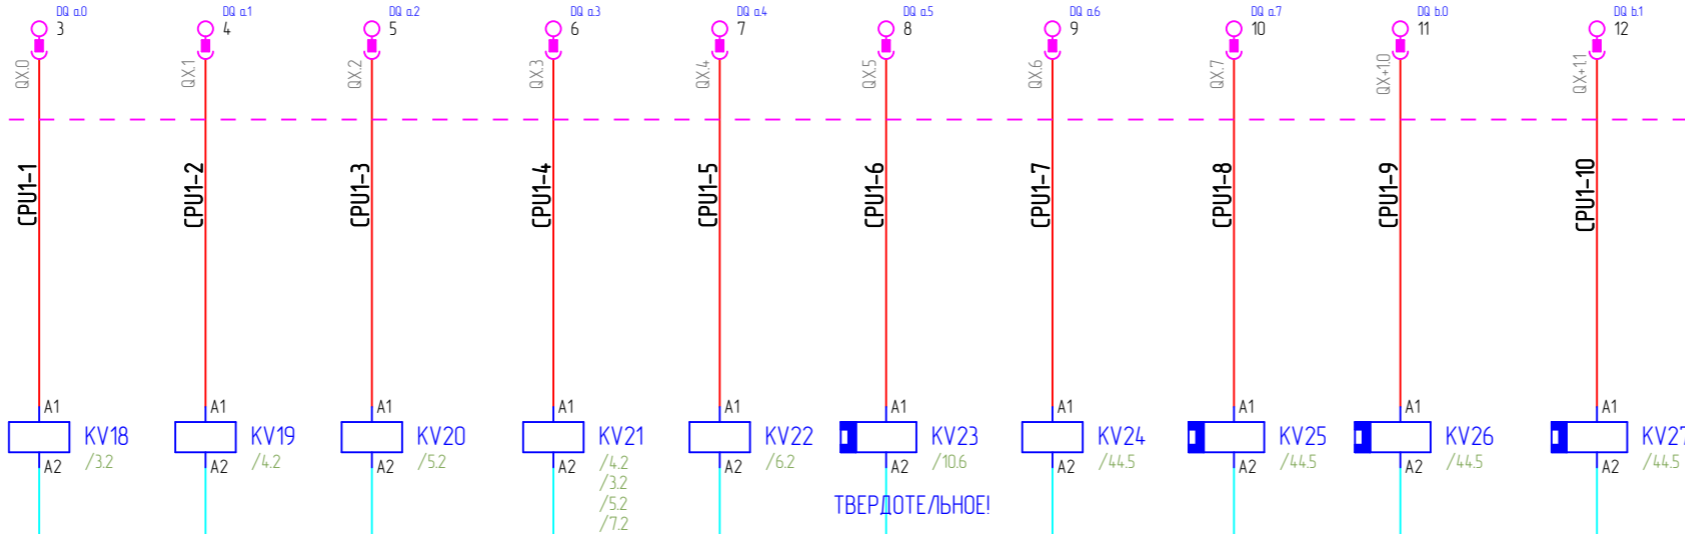 DQ a.0 DQ a.1 DQ a.2 DQ a.3 DQ a.4 DQ a.5 DQ a.6 DQ a.7 DQ b.0 DQ b.1
3 4 5 6 7 8 9 10 11 12
QX.0 QX.1 QX.2 QX.3 QX.4 QX.5 QX.6 QX.7 QX+1.0 QX+1.1
CPU1-1 CPU1-2 CPU1-3 CPU1-4 CPU1-5 CPU1-6 CPU1-7 CPU1-8 CPU1-9 CPU1-10
A1 A1 A1 A1 A1 A1 A1 A1 A1 A1
KV18 KV19 KV20 KV21 KV22 KV23 KV24 KV25 KV26 KV27
A2 /3.2 A2 /4.2 A2 /5.2 A2 /4.2 A2 /6.2 A2 /10.6 A2 /44.5 A2 /44.5 A2 /44.5 A2 /44.5
/3.2
/5.2
/7.2
ТВЕРДОТЕЛЬНОЕ!